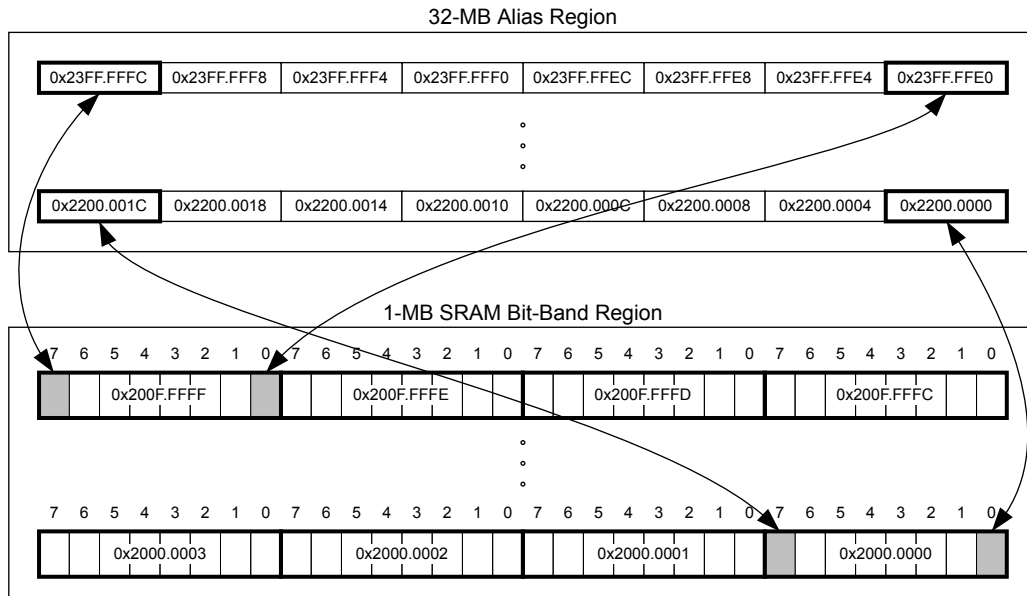 32-MB Alias Region
0x23FF.FFFC 0x23FF.FFF8 0x23FF.FFF4 0x23FF.FFF0 0x23FF.FFEC 0x23FF.FFE8 0x23FF.FFE4 0x23FF.FFE0
0x2200.001C 0x2200.0018 0x2200.0014 0x2200.0010 0x2200.000C 0x2200.0008 0x2200.0004 0x2200.0000
1-MB SRAM Bit-Band Region
7 6 5 4 3 2 1 0 7 6 5 4 3 2 1 0 7 6 5 4 3 2 1 0 7 6 5 4 3 2 1 0
0x200F.FFFF 0x200F.FFFE 0x200F.FFFD 0x200F.FFFC
7 6 5 4 3 2 1 0 7 6 5 4 3 2 1 0 7 6 5 4 3 2 1 0 7 6 5 4 3 2 1 0
0x2000.0003 0x2000.0002 0x2000.0001 0x2000.0000